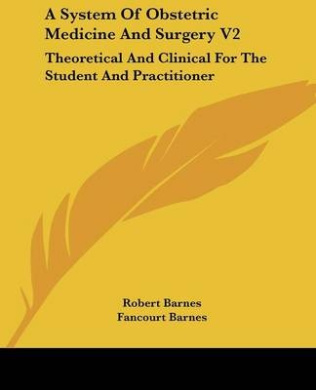 A System Of Obstetric
Medicine And Surgery V2
Theoretical And Clinical For The
Student And Practitioner
Robert Barnes
Fancourt Barnes